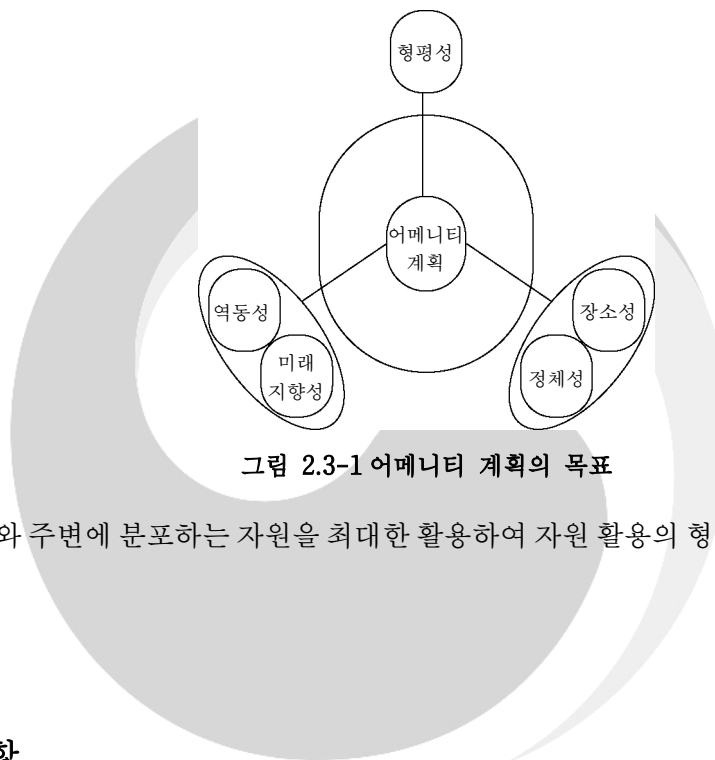 형평성
어메니티
계획
역동성
미래
지향성
장소성
정체성
그림 2.3-1 어메니티 계획의 목표
와 주변에 분포하는 자원을 최대한 활용하여 자원 활용의 형